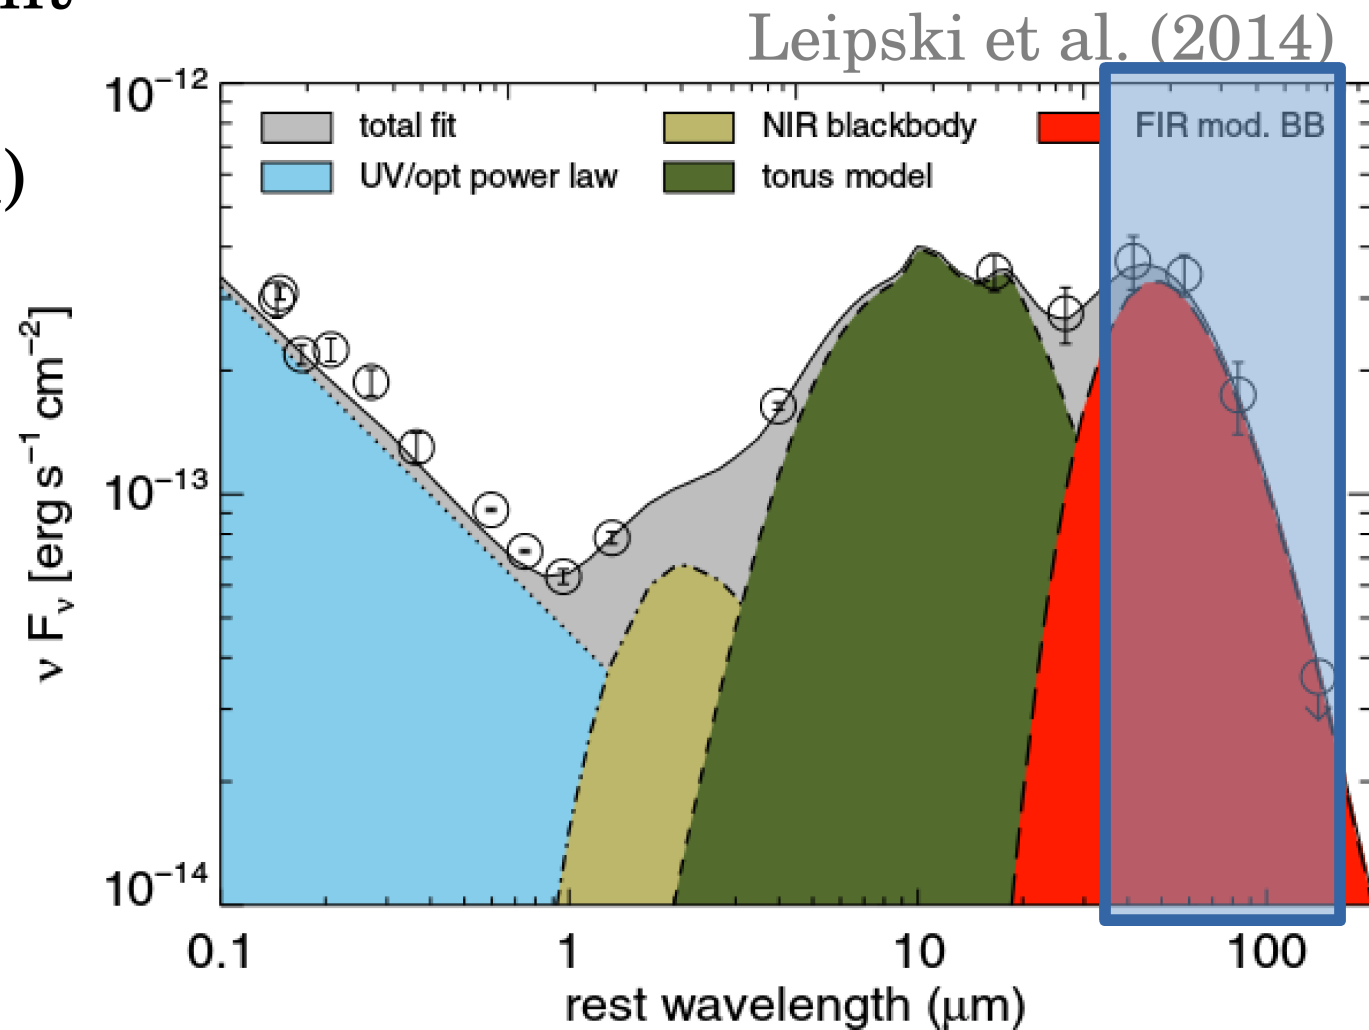 Leipski et al. (2014)
)
10⁻¹²
total fit NIR blackbody FIR mod. BB
UV/opt power law torus model
10⁻¹³
10⁻¹⁴
ν Fν [erg s⁻¹ cm⁻²]
0.1 1 10 100
rest wavelength (μm)